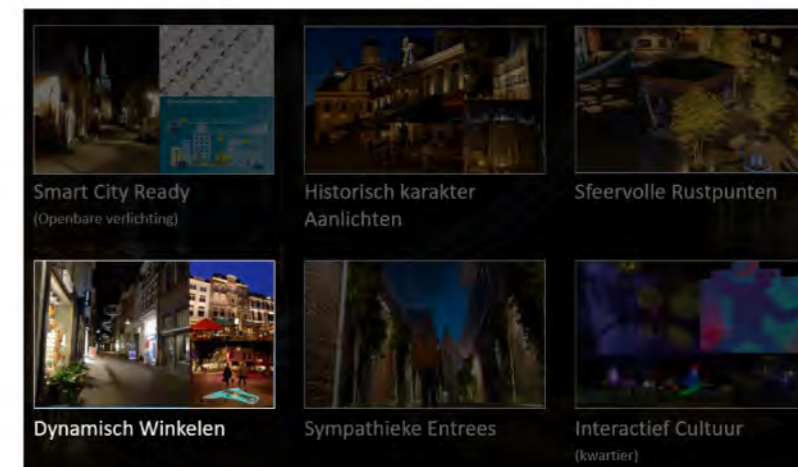 Smart City Ready
(Openbare verlichting)
Historisch karakter
Aanlichten
Sfeervolle Rustpunten
Dynamisch Winkelen
Sympathieke Entrees
Interactief Cultuur
(kwartier)